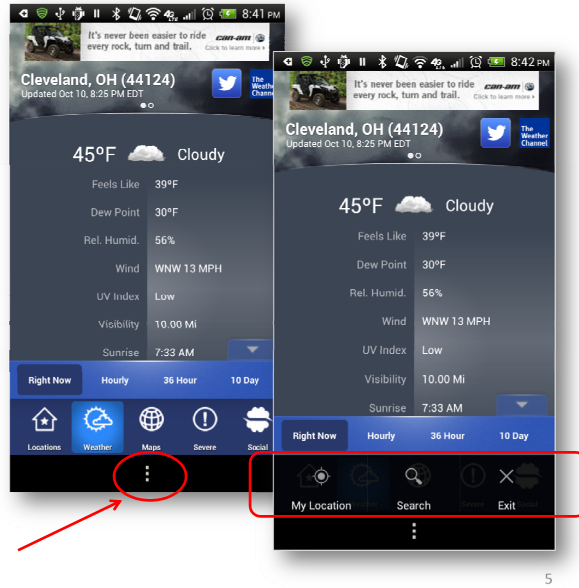 8:41 PM
It's never been easier to ride
every rock, turn and trail.
can-am
Click to learn more
Cleveland, OH (44124)
Updated Oct 10, 8:25 PM EDT
The
Weather
Channel
45°F Cloudy
Feels Like 39°F
Dew Point 30°F
Rel. Humid. 56%
Wind WNW 13 MPH
UV Index Low
Visibility 10.00 Mi
Sunrise 7:33 AM
Right Now Hourly 36 Hour 10 Day
Locations Weather Maps Severe Social
8:42 PM
It's never been easier to ride
every rock, turn and trail.
can-am
Click to learn more
Cleveland, OH (44124)
Updated Oct 10, 8:25 PM EDT
The
Weather
Channel
45°F Cloudy
Feels Like 39°F
Dew Point 30°F
Rel. Humid. 56%
Wind WNW 13 MPH
UV Index Low
Visibility 10.00 Mi
Sunrise 7:33 AM
Right Now Hourly 36 Hour 10 Day
My Location Search Severe Exit Social
5